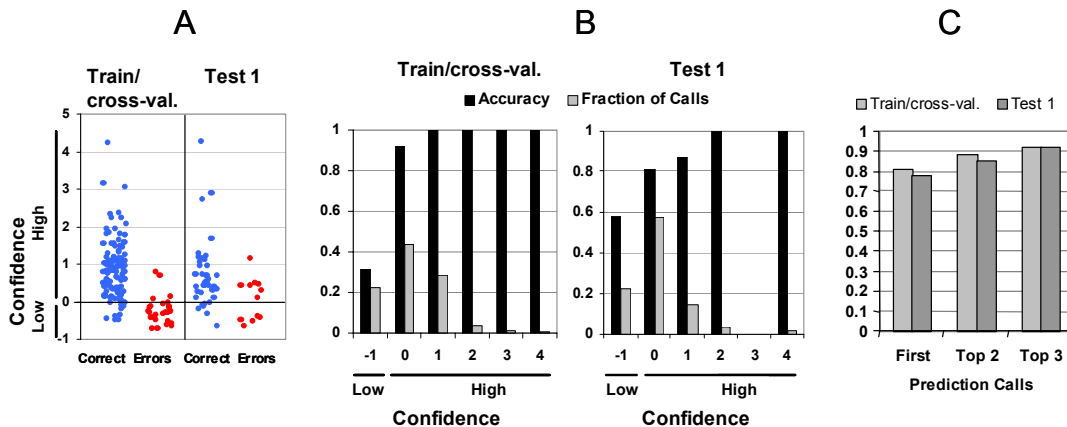 A
Train/
cross-val.
Test 1
5
4
3
2
1
0
-1
Confidence
High
Low
Correct Errors Correct Errors
B
Train/cross-val. Test 1
Accuracy Fraction of Calls
1
0.8
0.6
0.4
0.2
0
-1 0 1 2 3 4
Low High
Confidence
1
0.8
0.6
0.4
0.2
0
-1 0 1 2 3 4
Low High
Confidence
C
Train/cross-val. Test 1
1
0.9
0.8
0.7
0.6
0.5
0.4
0.3
0.2
0.1
0
First Top 2 Top 3
Prediction Calls